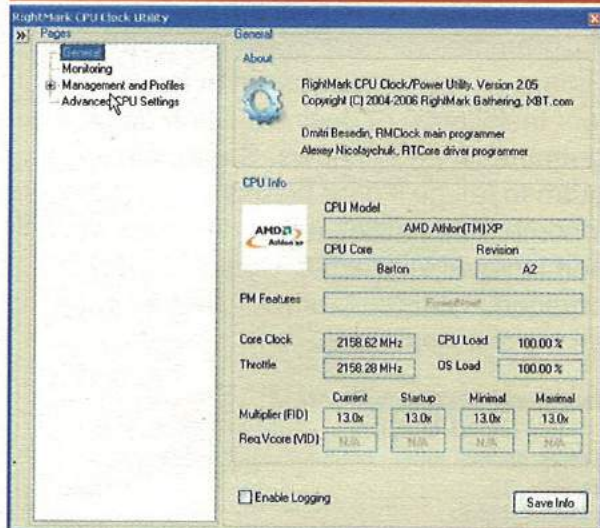 RightMark CPU Clock Utility
Pages
General
Monitoring
Management and Profiles
Advanced CPU Settings
General
About
RightMark CPU Clock/Power Utility, Version 2.05
Copyright (C) 2004-2006 RightMark Gathering, iXBT.com
Dmitri Besedin, RMClock main programmer
Alexey Nicolaychuk, RTCore driver programmer
CPU Info
AMD
Athlon XP
CPU Model
AMD Athlon(TM) XP
CPU Core Revision
Barton A2
PM Features PowerNow!
Core Clock 2158.62 MHz CPU Load 100.00 %
Throttle 2158.28 MHz OS Load 100.00 %
Current Startup Minimal Maximal
Multiplier (FID) 13.0x 13.0x 13.0x 13.0x
Req.Vcore (VID) N/A N/A N/A N/A
Enable Logging Save Info